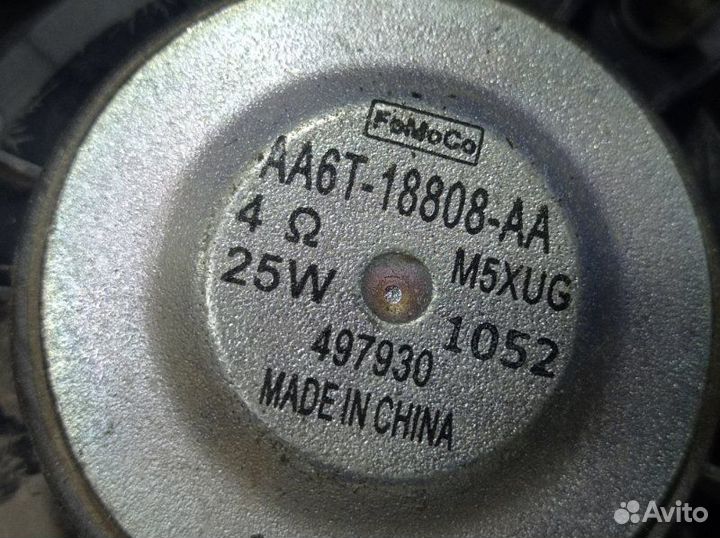 FoMoCo
AA6T-18808-AA
4 Ω
25W
M5XUG
1052
497930
MADE IN CHINA
Avito